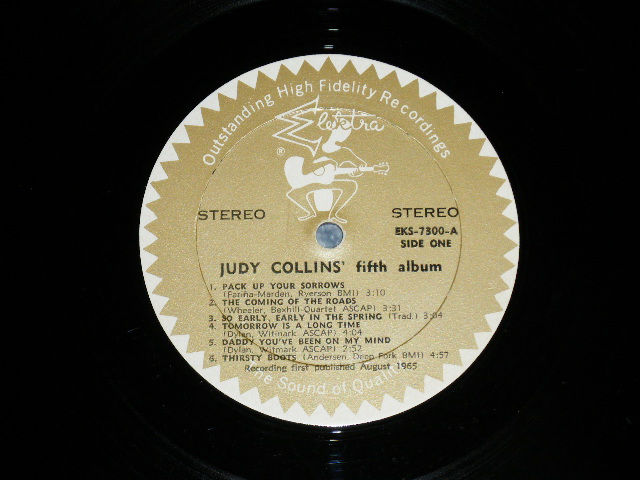 Outstanding High Fidelity Recordings
Elektra
®
STEREO STEREO
EKS-7300-A
SIDE ONE
JUDY COLLINS' fifth album
1. PACK UP YOUR SORROWS
(Farina-Marden, Ryerson BMI) 3:10
2. THE COMING OF THE ROADS
(Wheeler, Bexhill-Quartet ASCAP) 3:31
3. SO EARLY, EARLY IN THE SPRING (Trad.) 3:04
4. TOMORROW IS A LONG TIME
(Dylan, Witmark ASCAP) 4:04
5. DADDY YOU'VE BEEN ON MY MIND
(Dylan, Witmark ASCAP) 2:52
6. THIRSTY BOOTS (Andersen, Deep Fork BMI) 4:57
Recording first published August 1965
The Sound of Quality